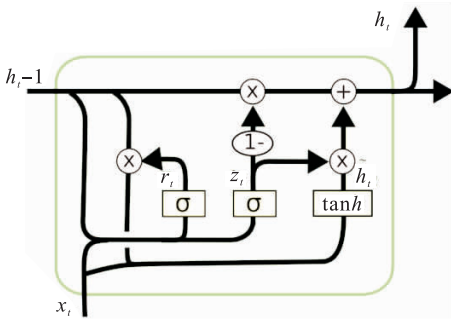 h_t
h_t-1
x
+
1-
x
r_t
z_t
x
h̃_t
σ
σ
tanh
x_t